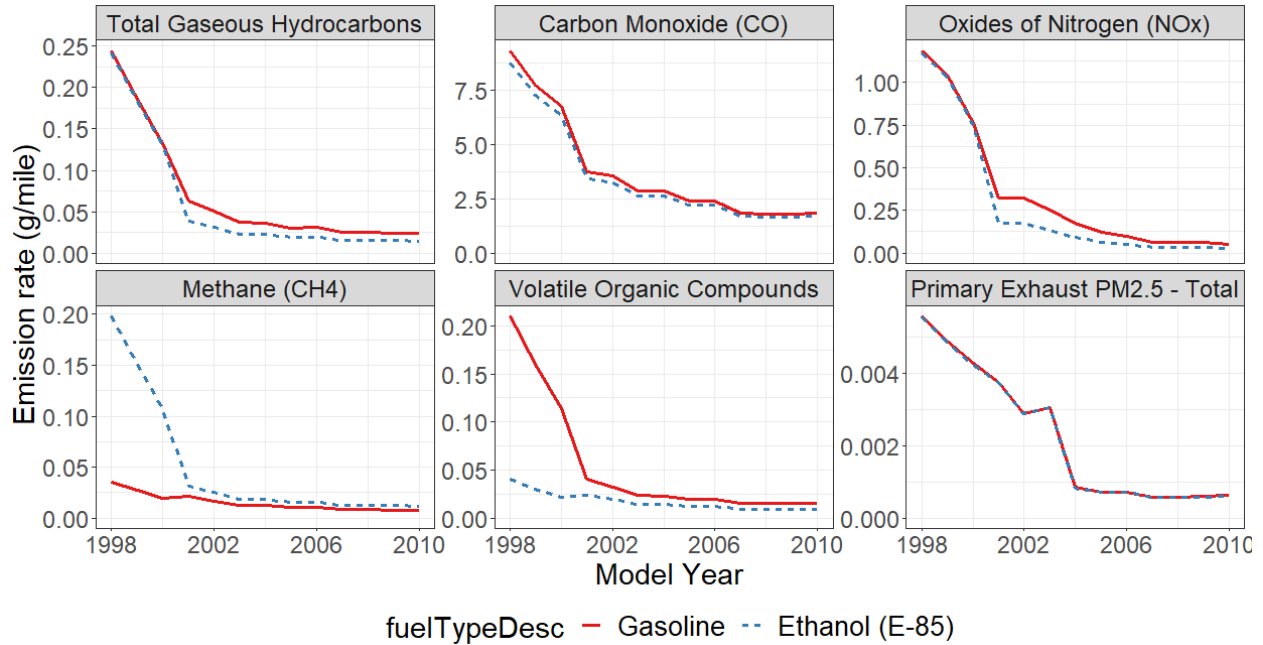 Total Gaseous Hydrocarbons
Carbon Monoxide (CO)
Oxides of Nitrogen (NOx)
0.25
0.20
0.15
0.10
0.05
0.00
7.5
5.0
2.5
0.0
1.00
0.75
0.50
0.25
0.00
Emission rate (g/mile)
Methane (CH4)
Volatile Organic Compounds
Primary Exhaust PM2.5 - Total
0.20
0.15
0.10
0.05
0.00
0.20
0.15
0.10
0.05
0.00
0.004
0.002
0.000
1998 2002 2006 2010
1998 2002 2006 2010
1998 2002 2006 2010
Model Year
fuelTypeDesc Gasoline Ethanol (E-85)